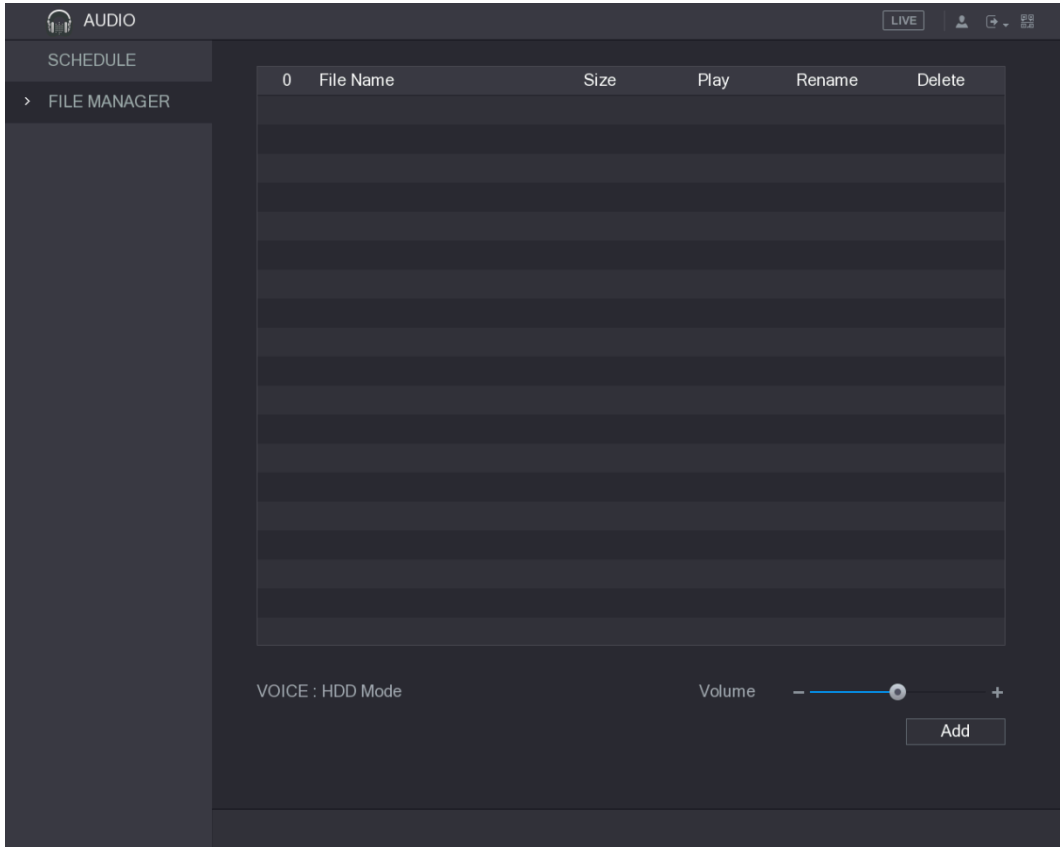 AUDIO LIVE
SCHEDULE
FILE MANAGER
0 File Name Size Play Rename Delete
VOICE : HDD Mode Volume
Add